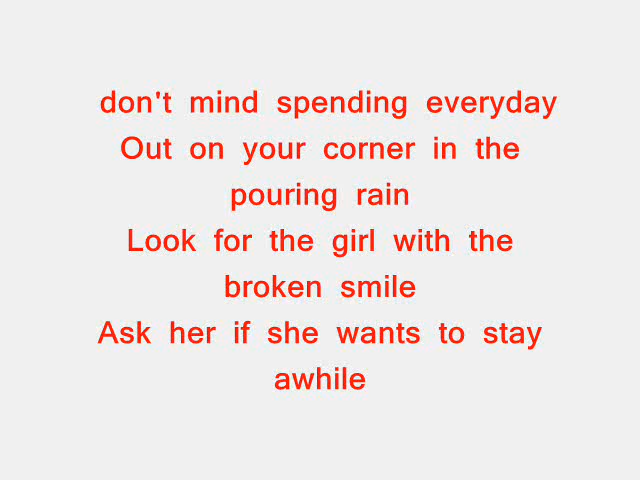 don't mind spending everyday
Out on your corner in the
pouring rain
Look for the girl with the
broken smile
Ask her if she wants to stay
awhile